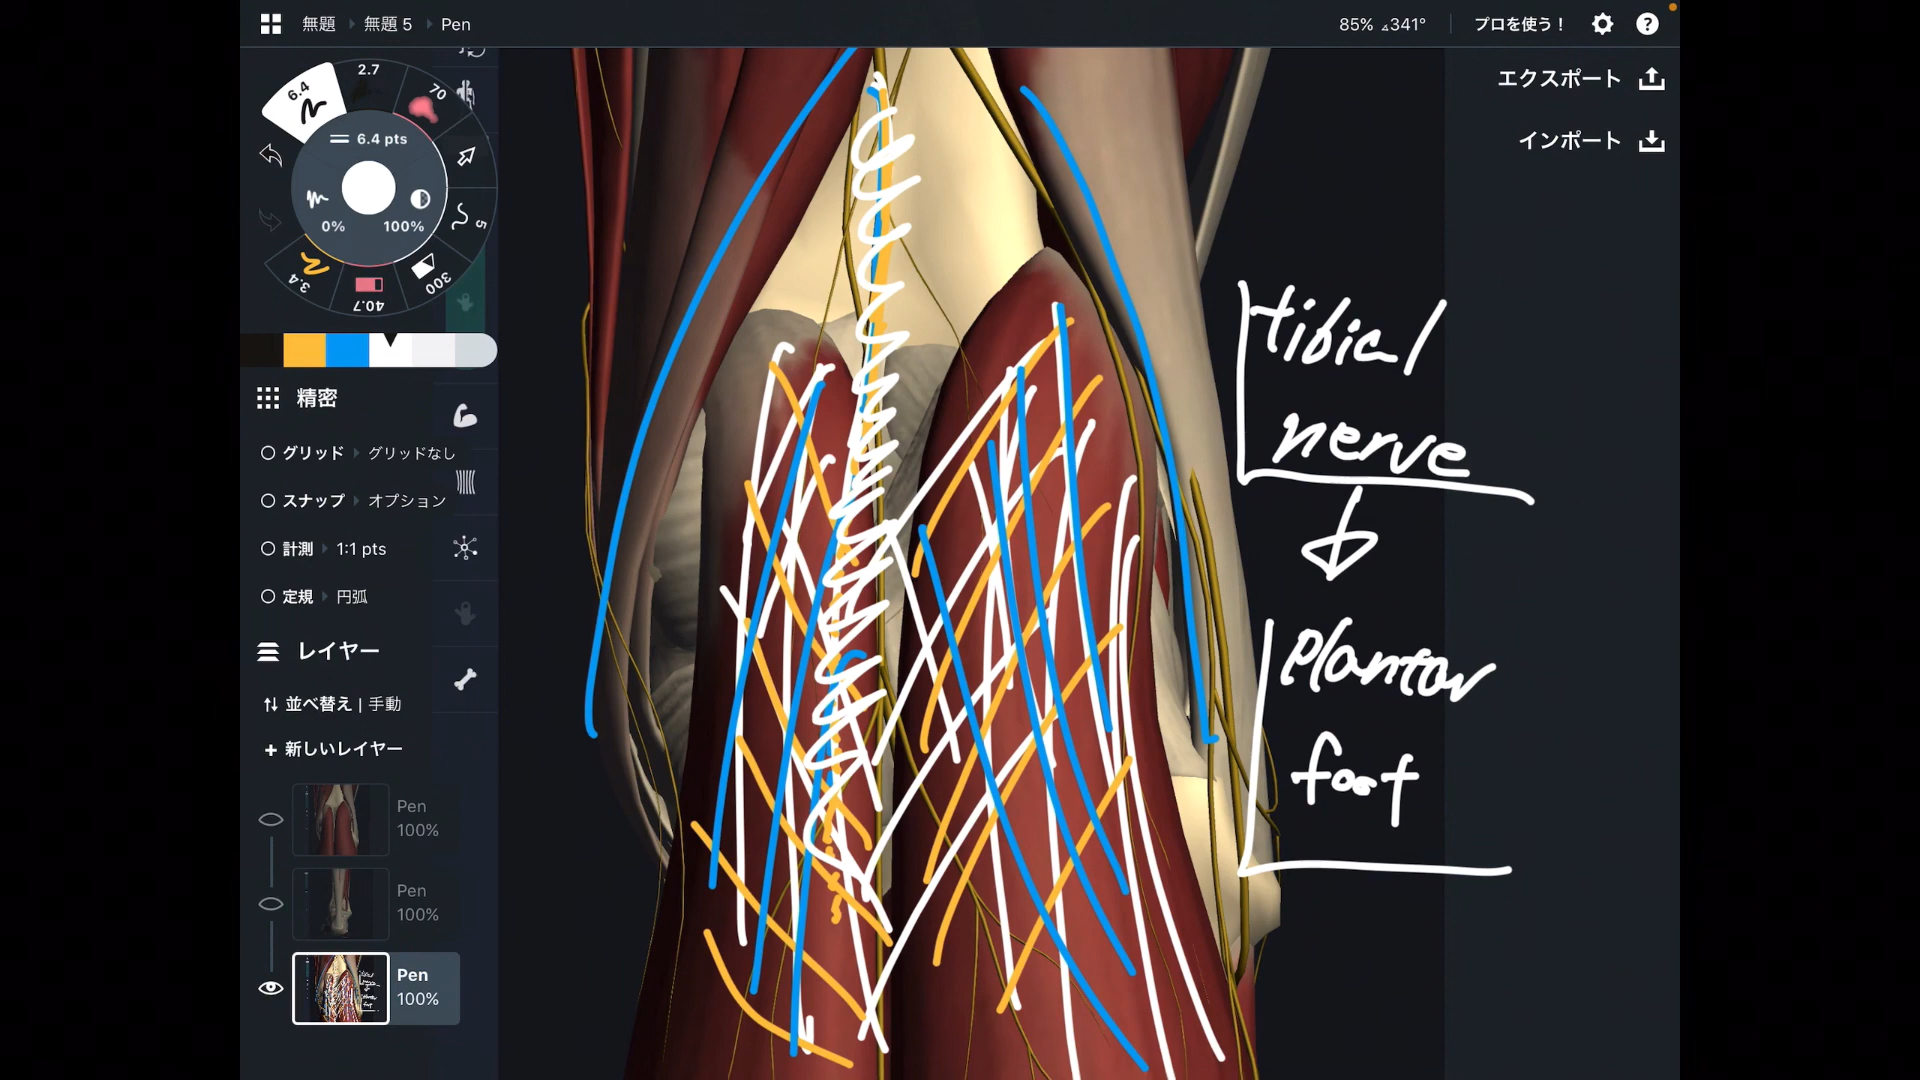 無題 無題 5 Pen
85% ⦟341°
プロを使う!
エクスポート
インポート
2.7
6.4
70
6.4 pts
0% 100%
5
3.4
40.7
300
精密
グリッド グリッドなし
スナップ オプション
計測 1:1 pts
定規 円弧
レイヤー
並べ替え | 手動
+ 新しいレイヤー
Pen
100%
Pen
100%
Pen
100%
tibial
nerve
Plantar
foot